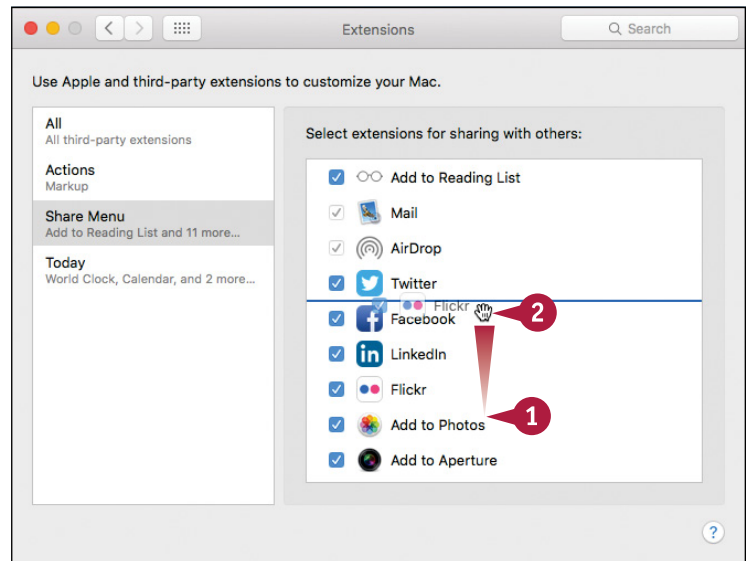 Extensions
Search
Use Apple and third-party extensions to customize your Mac.
All
All third-party extensions
Actions
Markup
Share Menu
Add to Reading List and 11 more...
Today
World Clock, Calendar, and 2 more...
Select extensions for sharing with others:
Add to Reading List
Mail
AirDrop
Twitter
Flickr
2
Facebook
in LinkedIn
Flickr
Add to Photos
1
Add to Aperture
?